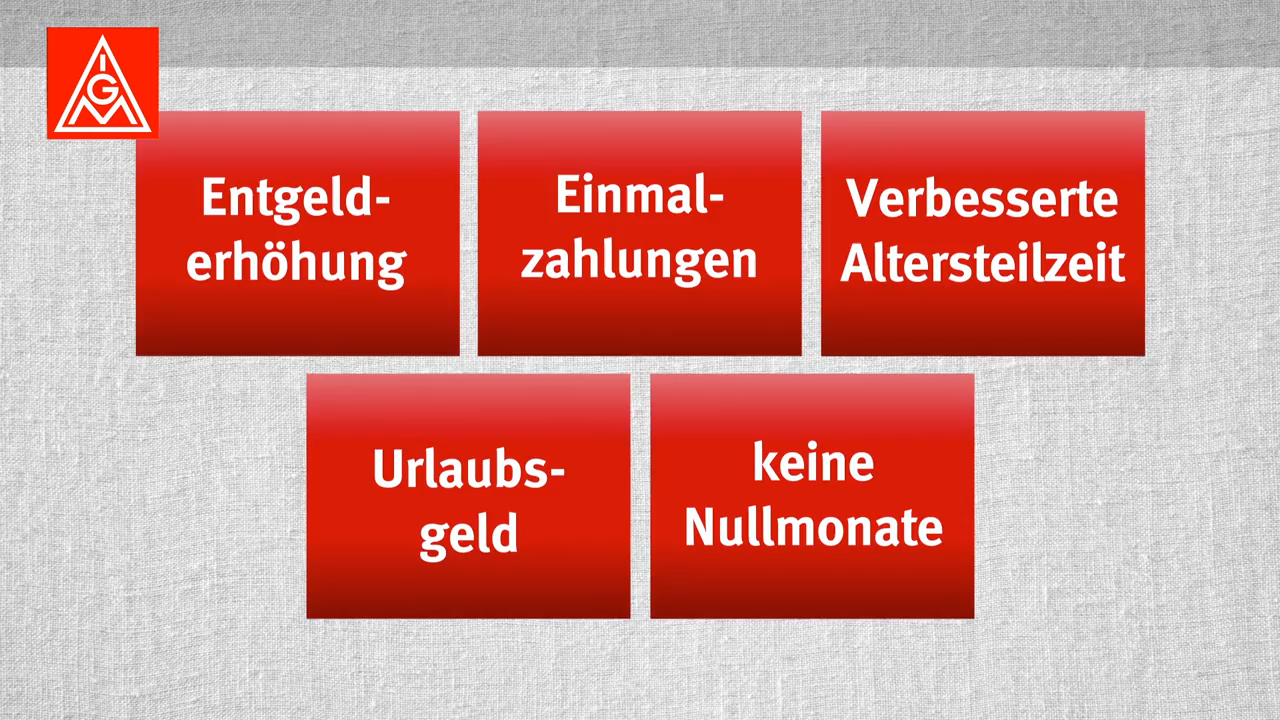 IGM
Entgeld-
erhöhung
Einmal-
zahlungen
Verbesserte
Altersteilzeit
Urlaubs-
geld
keine
Nullmonate